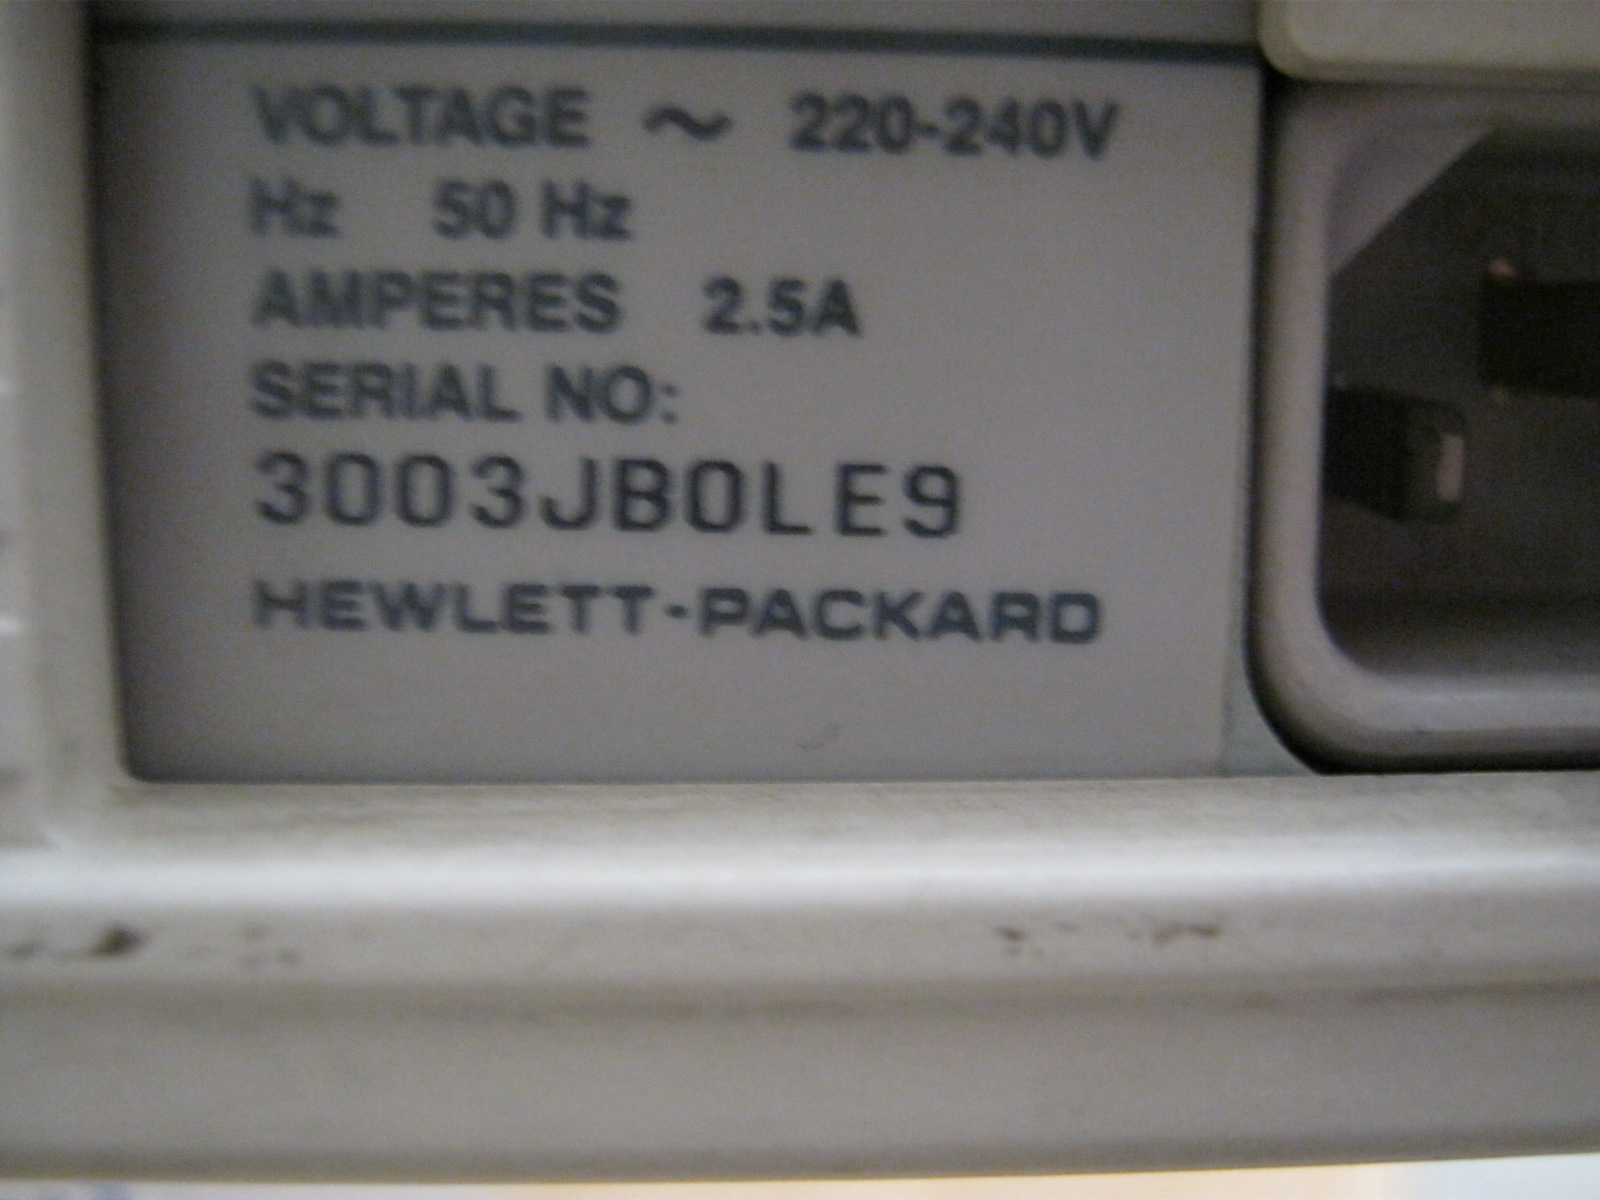 VOLTAGE ~ 220-240V
Hz 50 Hz
AMPERES 2.5A
SERIAL NO:
3003JB0LE9
HEWLETT-PACKARD